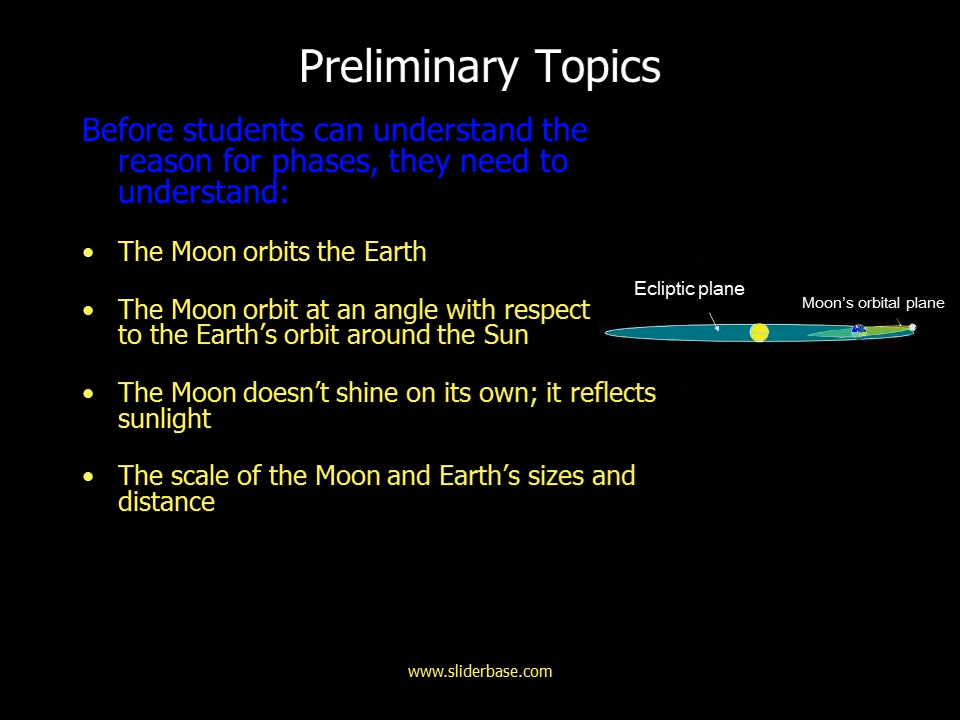 Preliminary Topics
Before students can understand the
reason for phases, they need to
understand:
• The Moon orbits the Earth
• The Moon orbit at an angle with respect
to the Earth’s orbit around the Sun
• The Moon doesn’t shine on its own; it reflects
sunlight
• The scale of the Moon and Earth’s sizes and
distance
Ecliptic plane
Moon’s orbital plane
www.sliderbase.com